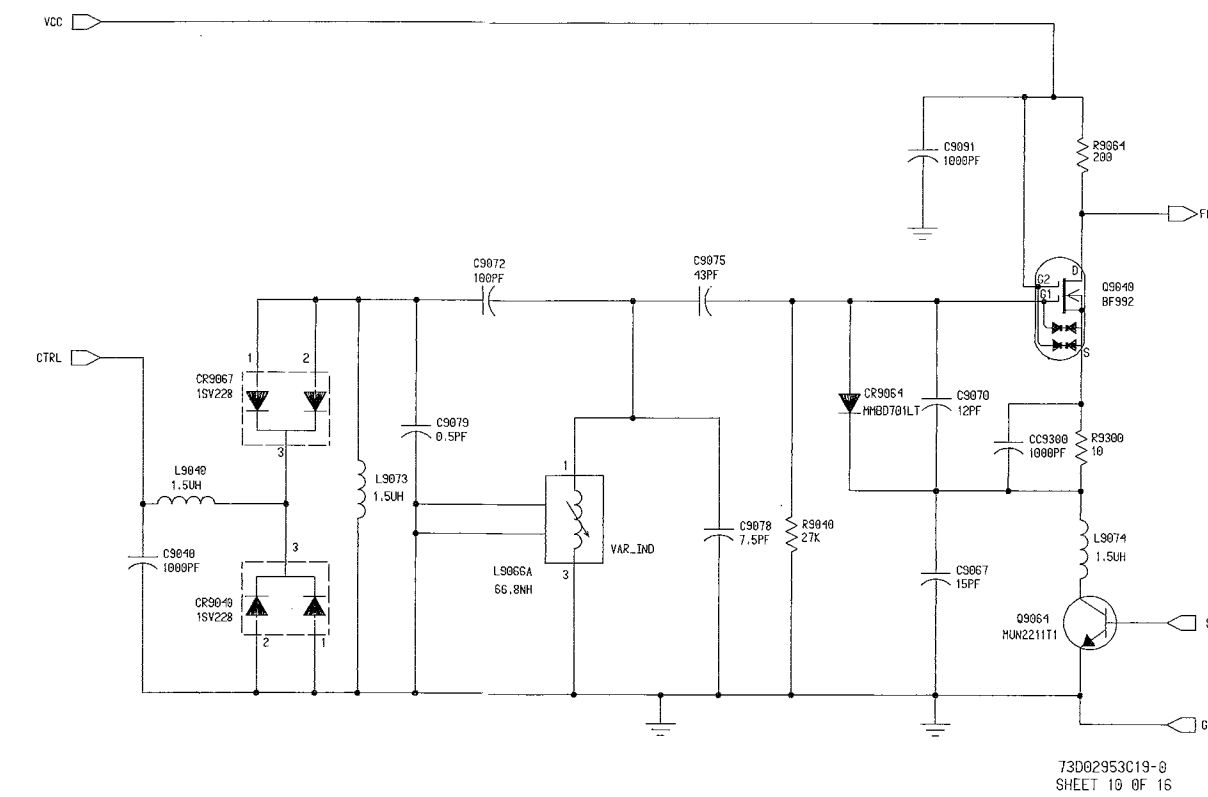 VCC
C9091
1000PF
R9064
200
D
G2
G1
Q9040
BF992
S
C9072
100PF
C9075
43PF
CTRL
1
2
CR9067
1SV228
3
L9040
1.5UH
C9040
1000PF
3
CR9040
1SV228
2
1
L9073
1.5UH
C9079
0.5PF
1
3
L9066A
66.8NH
VAR_IND
C9078
7.5PF
R9040
27K
CR9064
MMBD701LT
C9070
12PF
CC9300
1000PF
R9300
10
C9067
15PF
L9074
1.5UH
Q9064
MUN2211T1
G
73D02953C19-0
SHEET 10 OF 16